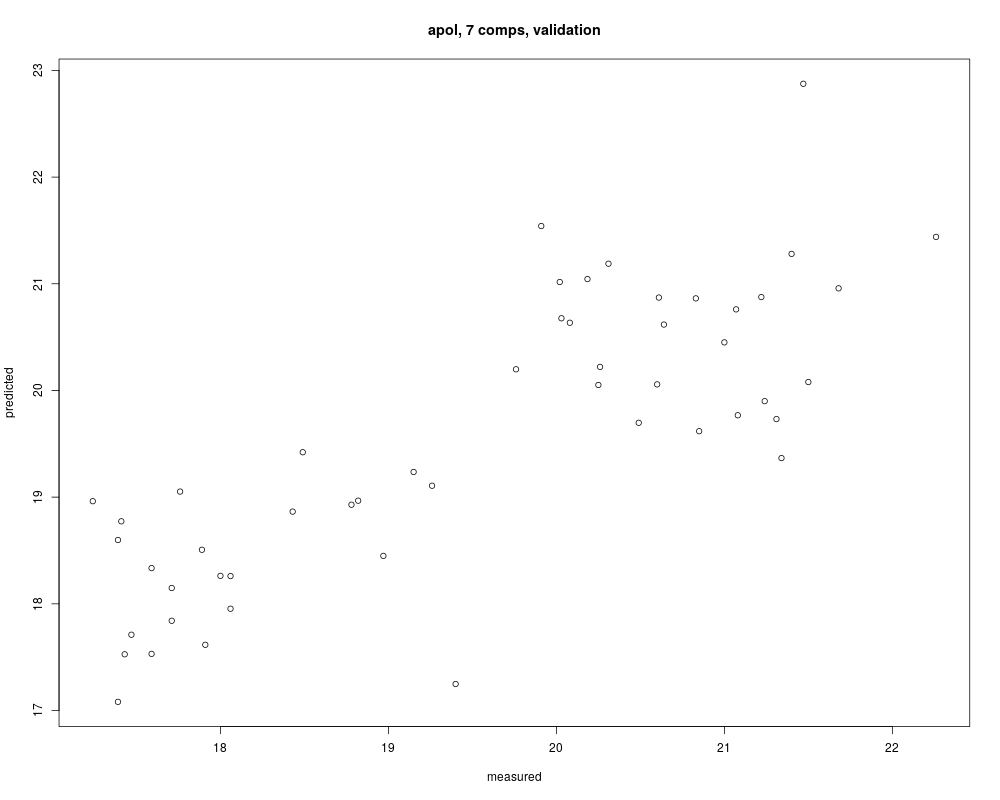 apol, 7 comps, validation
23
22
21
20
19
18
17
predicted
18 19 20 21 22
measured